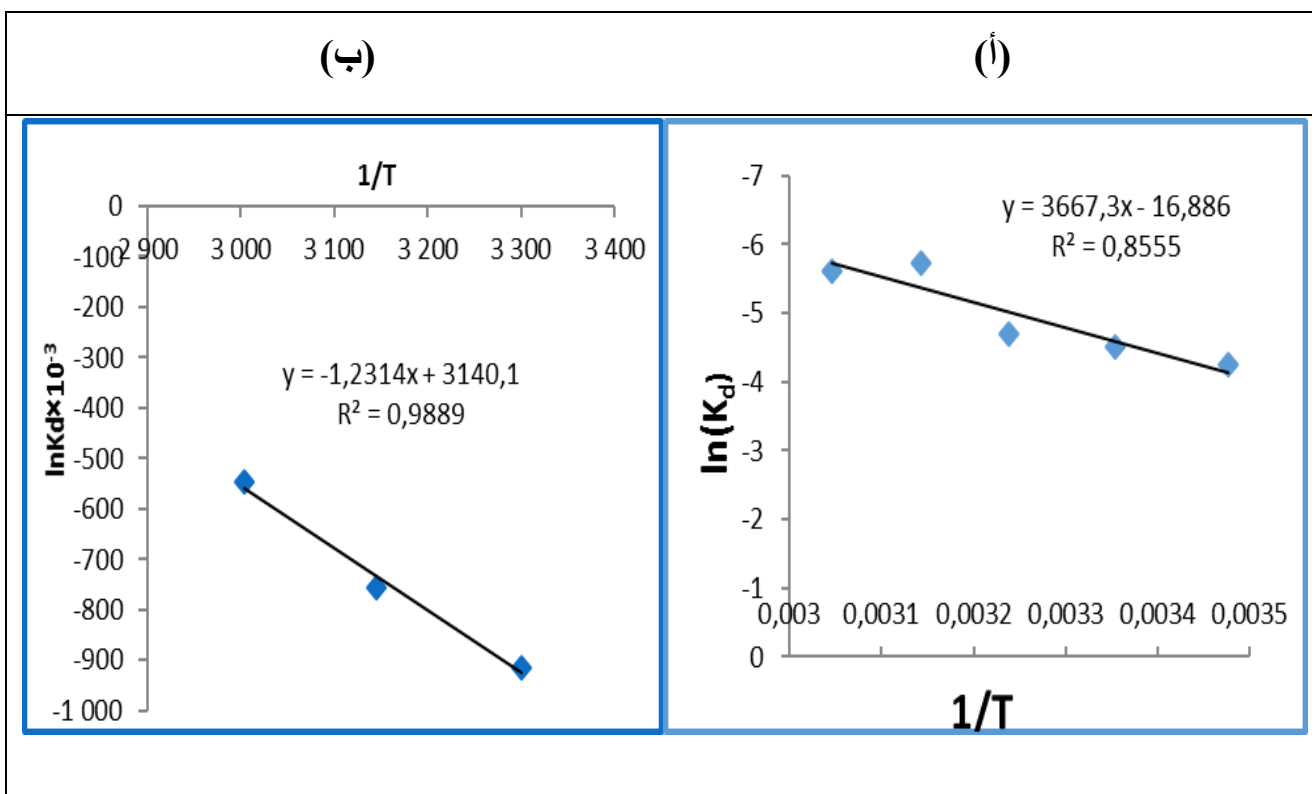 (أ)
(ب)
-7
-6
-5
-4
-3
-2
-1
0
y = 3667,3x - 16,886
R² = 0,8555
ln(K_d)
0,003 0,0031 0,0032 0,0033 0,0034 0,0035
1/T
1/T
0
-100
-200
-300
-400
-500
-600
-700
-800
-900
-1 000
2 900 3 000 3 100 3 200 3 300 3 400
y = -1,2314x + 3140,1
R² = 0,9889
lnKd×10⁻³